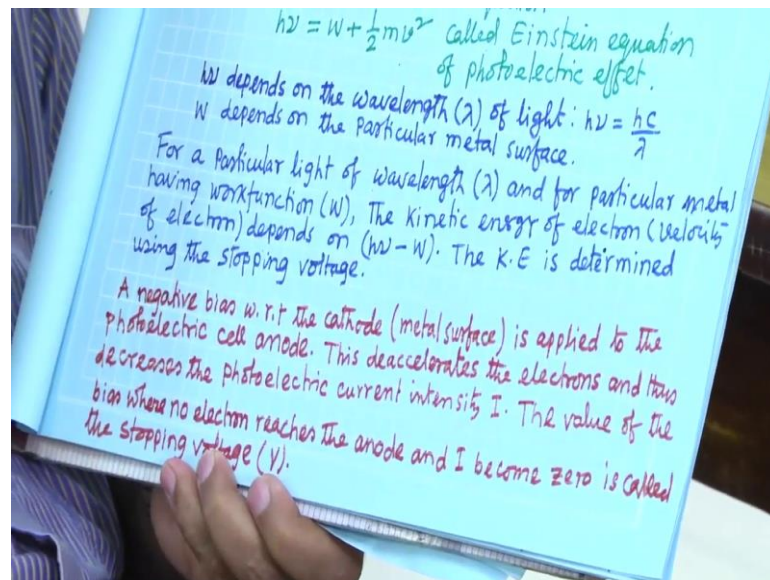 hν = W + ½mv² called Einstein equation
of photoelectric effet.
hν depends on the wavelength (λ) of light : hν = hc/λ
W depends on the Particular metal surface.
For a Particular light of wavelength (λ) and for particular metal
having workfunction (W), The Kinetic energy of electron (velocity
of electron) depends on (hν - W). The K.E is determined
using the stopping voltage.
A negative bias w.r.t the cathode (metal surface) is applied to the
photoelectric cell anode. This deaccelerates the electrons and thus
decreases the photoelectric current intensity I. The value of the
bias where no electron reaches the anode and I become zero is called
the stopping voltage (V).